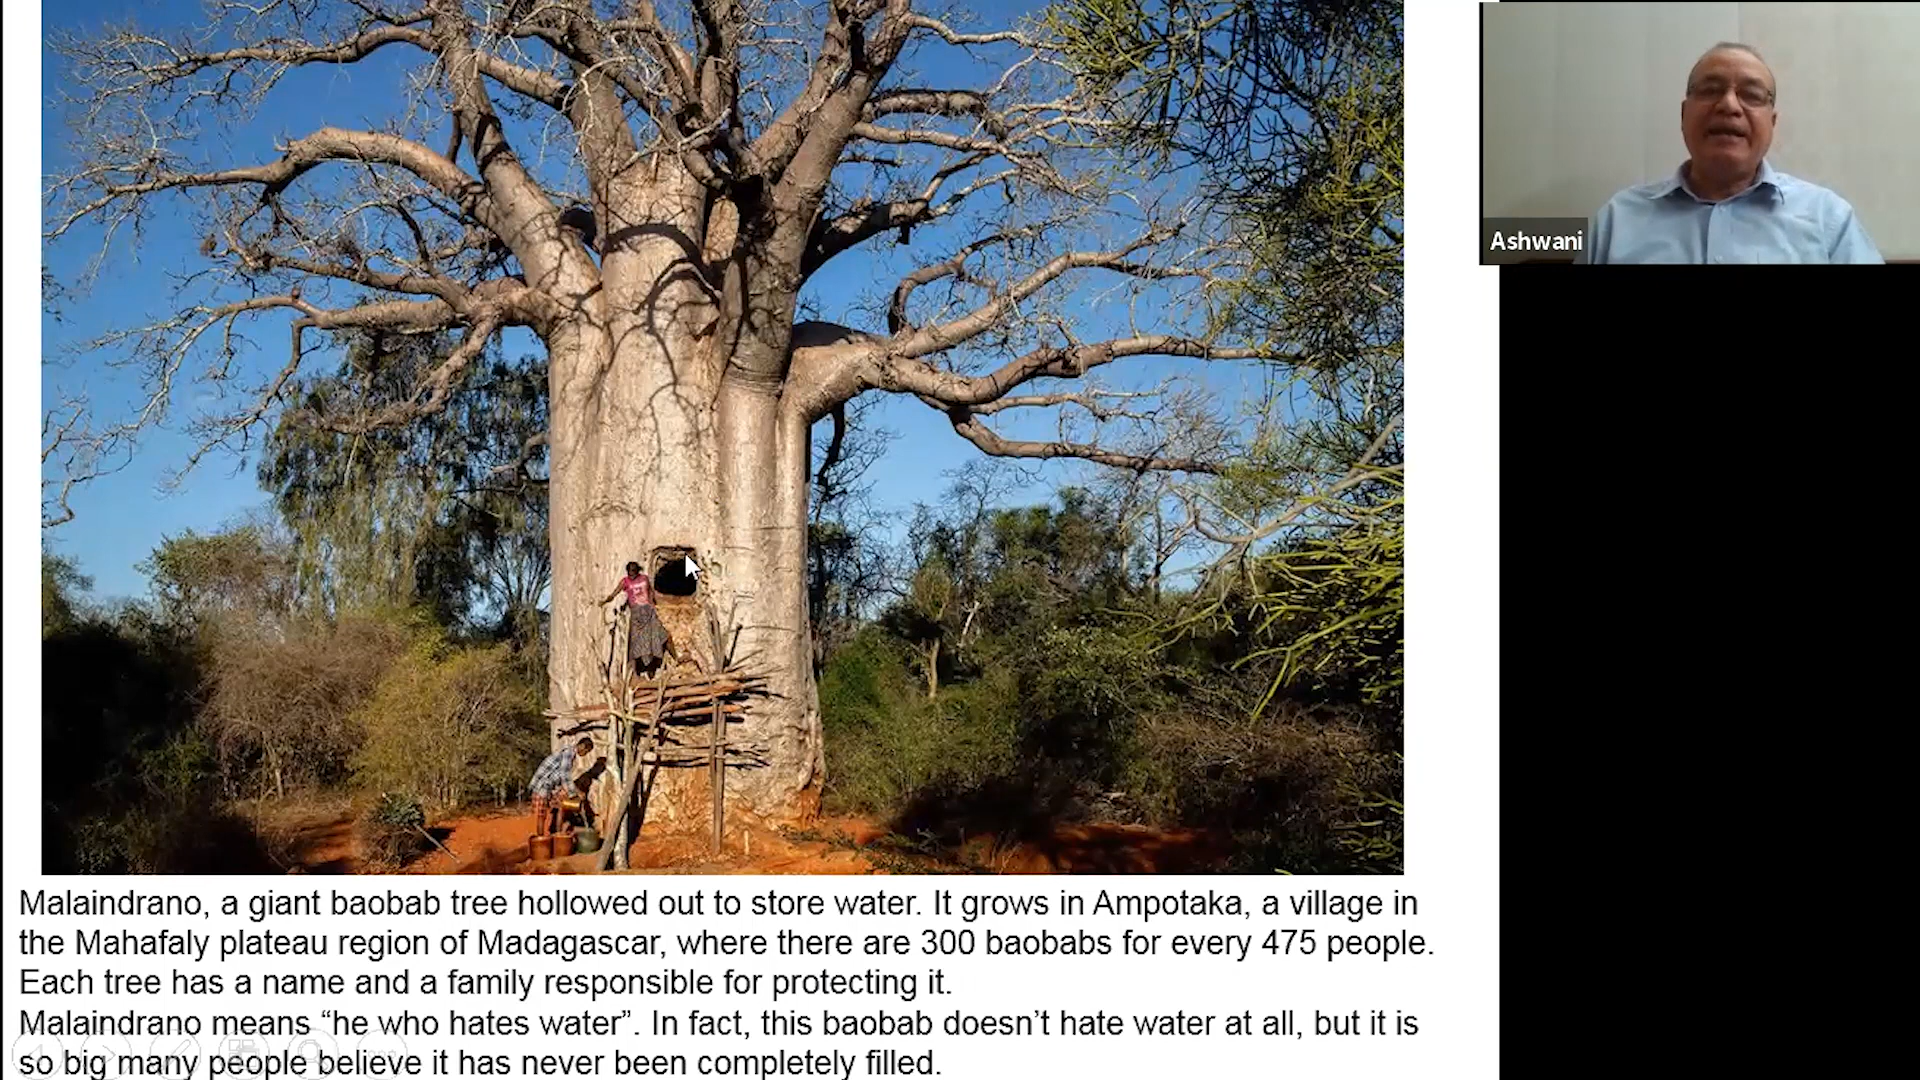 Ashwani
Malaindrano, a giant baobab tree hollowed out to store water. It grows in Ampotaka, a village in
the Mahafaly plateau region of Madagascar, where there are 300 baobabs for every 475 people.
Each tree has a name and a family responsible for protecting it.
Malaindrano means “he who hates water”. In fact, this baobab doesn’t hate water at all, but it is
so big many people believe it has never been completely filled.